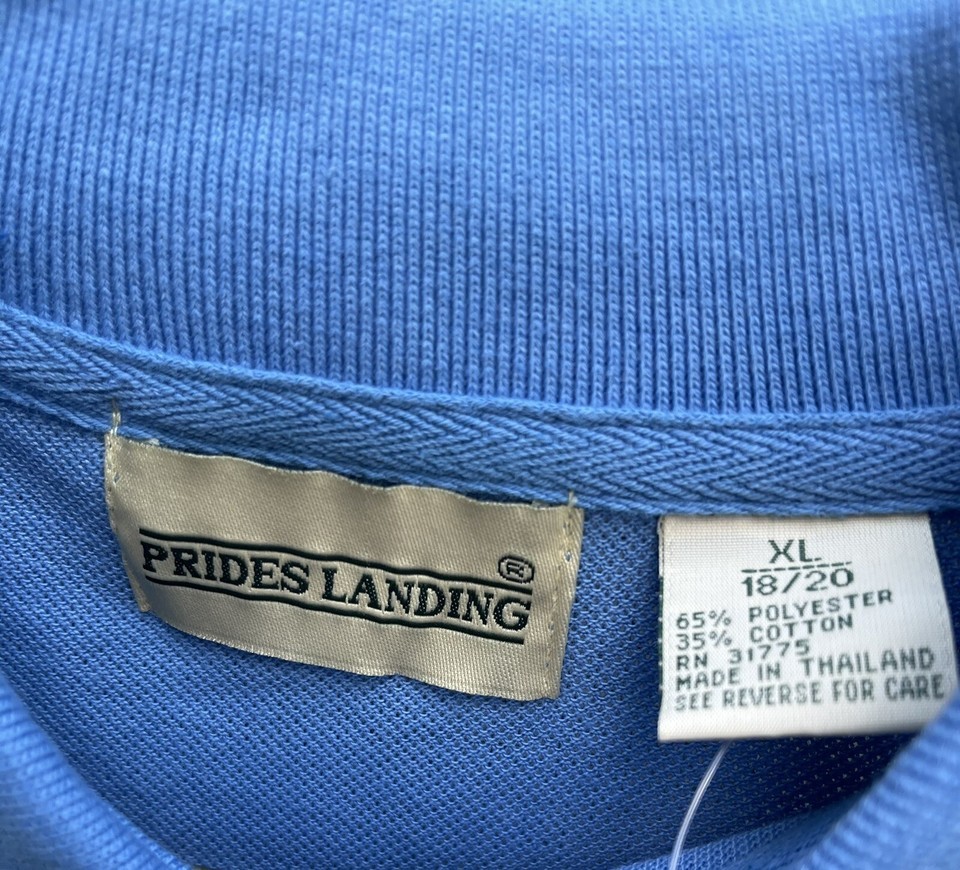 PRIDES LANDING ®
XL
18/20
65% POLYESTER
35% COTTON
RN 31775
MADE IN THAILAND
SEE REVERSE FOR CARE